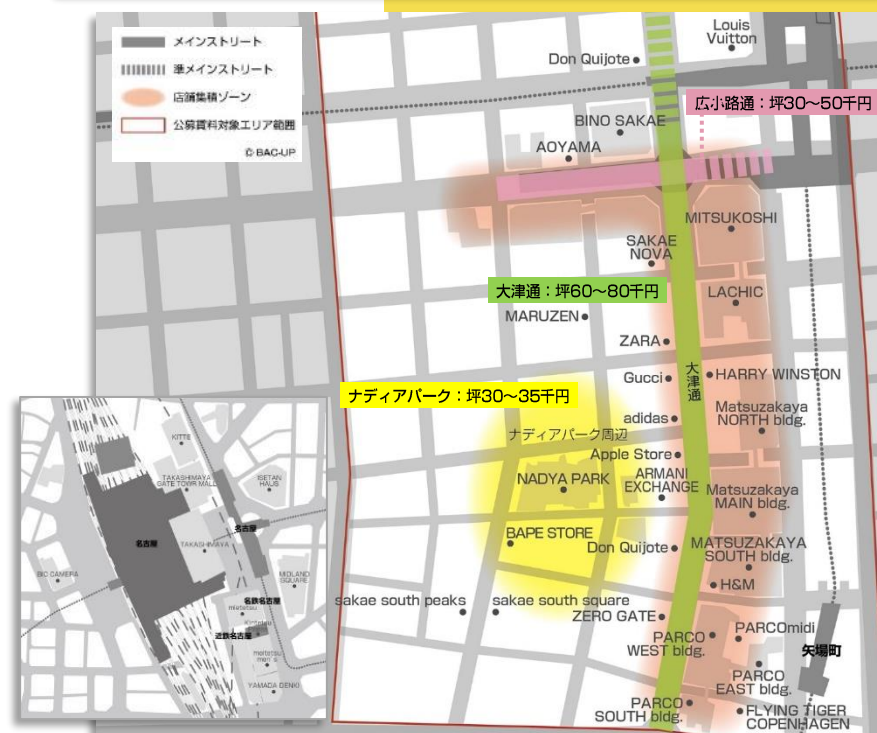 メインストリート
準メインストリート
店舗集積ゾーン
公募賃料対象エリア範囲
© BAC-UP
Louis
Vuitton
Don Quijote
広小路通：坪30～50千円
BINO SAKAE
AOYAMA
MITSUKOSHI
SAKAE
NOVA
大津通：坪60～80千円
LACHIC
MARUZEN
ZARA
大津通
Gucci
HARRY WINSTON
ナディアパーク：坪30～35千円
adidas
Matsuzakaya
NORTH bldg.
ナディアパーク周辺
Apple Store
NADYA PARK
ARMANI
EXCHANGE
Matsuzakaya
MAIN bldg.
BAPE STORE
Don Quijote
MATSUZAKAYA
SOUTH bldg.
H&M
sakae south peaks
sakae south square
ZERO GATE
PARCO
WEST bldg.
PARCOmidi
矢場町
PARCO
EAST bldg.
PARCO
SOUTH bldg.
FLYING TIGER
COPENHAGEN
KITTE
TAKASHIMAYA
GATE TOWR MALL
ISETAN
HAUS
名古屋
名古屋
TAKASHIMAYA
BIC CAMERA
MIDLAND
SQUARE
名鉄名古屋
meitetsu
近鉄名古屋
meitetsu
YAMADA DENKI